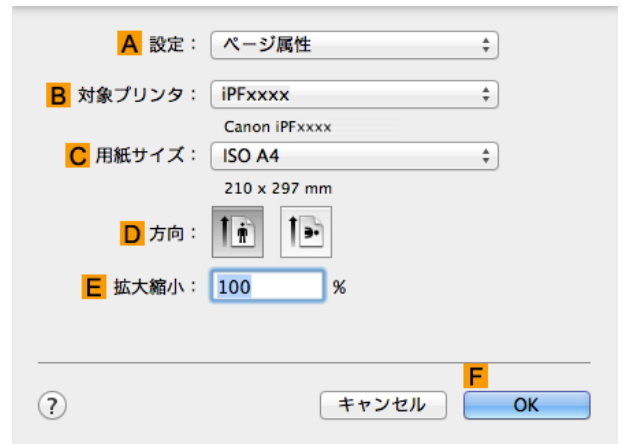 A 設定： ページ属性
B 対象プリンタ： iPFxxxx
Canon iPFxxxx
C 用紙サイズ： ISO A4
210 x 297 mm
D 方向：
E 拡大縮小： 100 %
F
? キャンセル OK